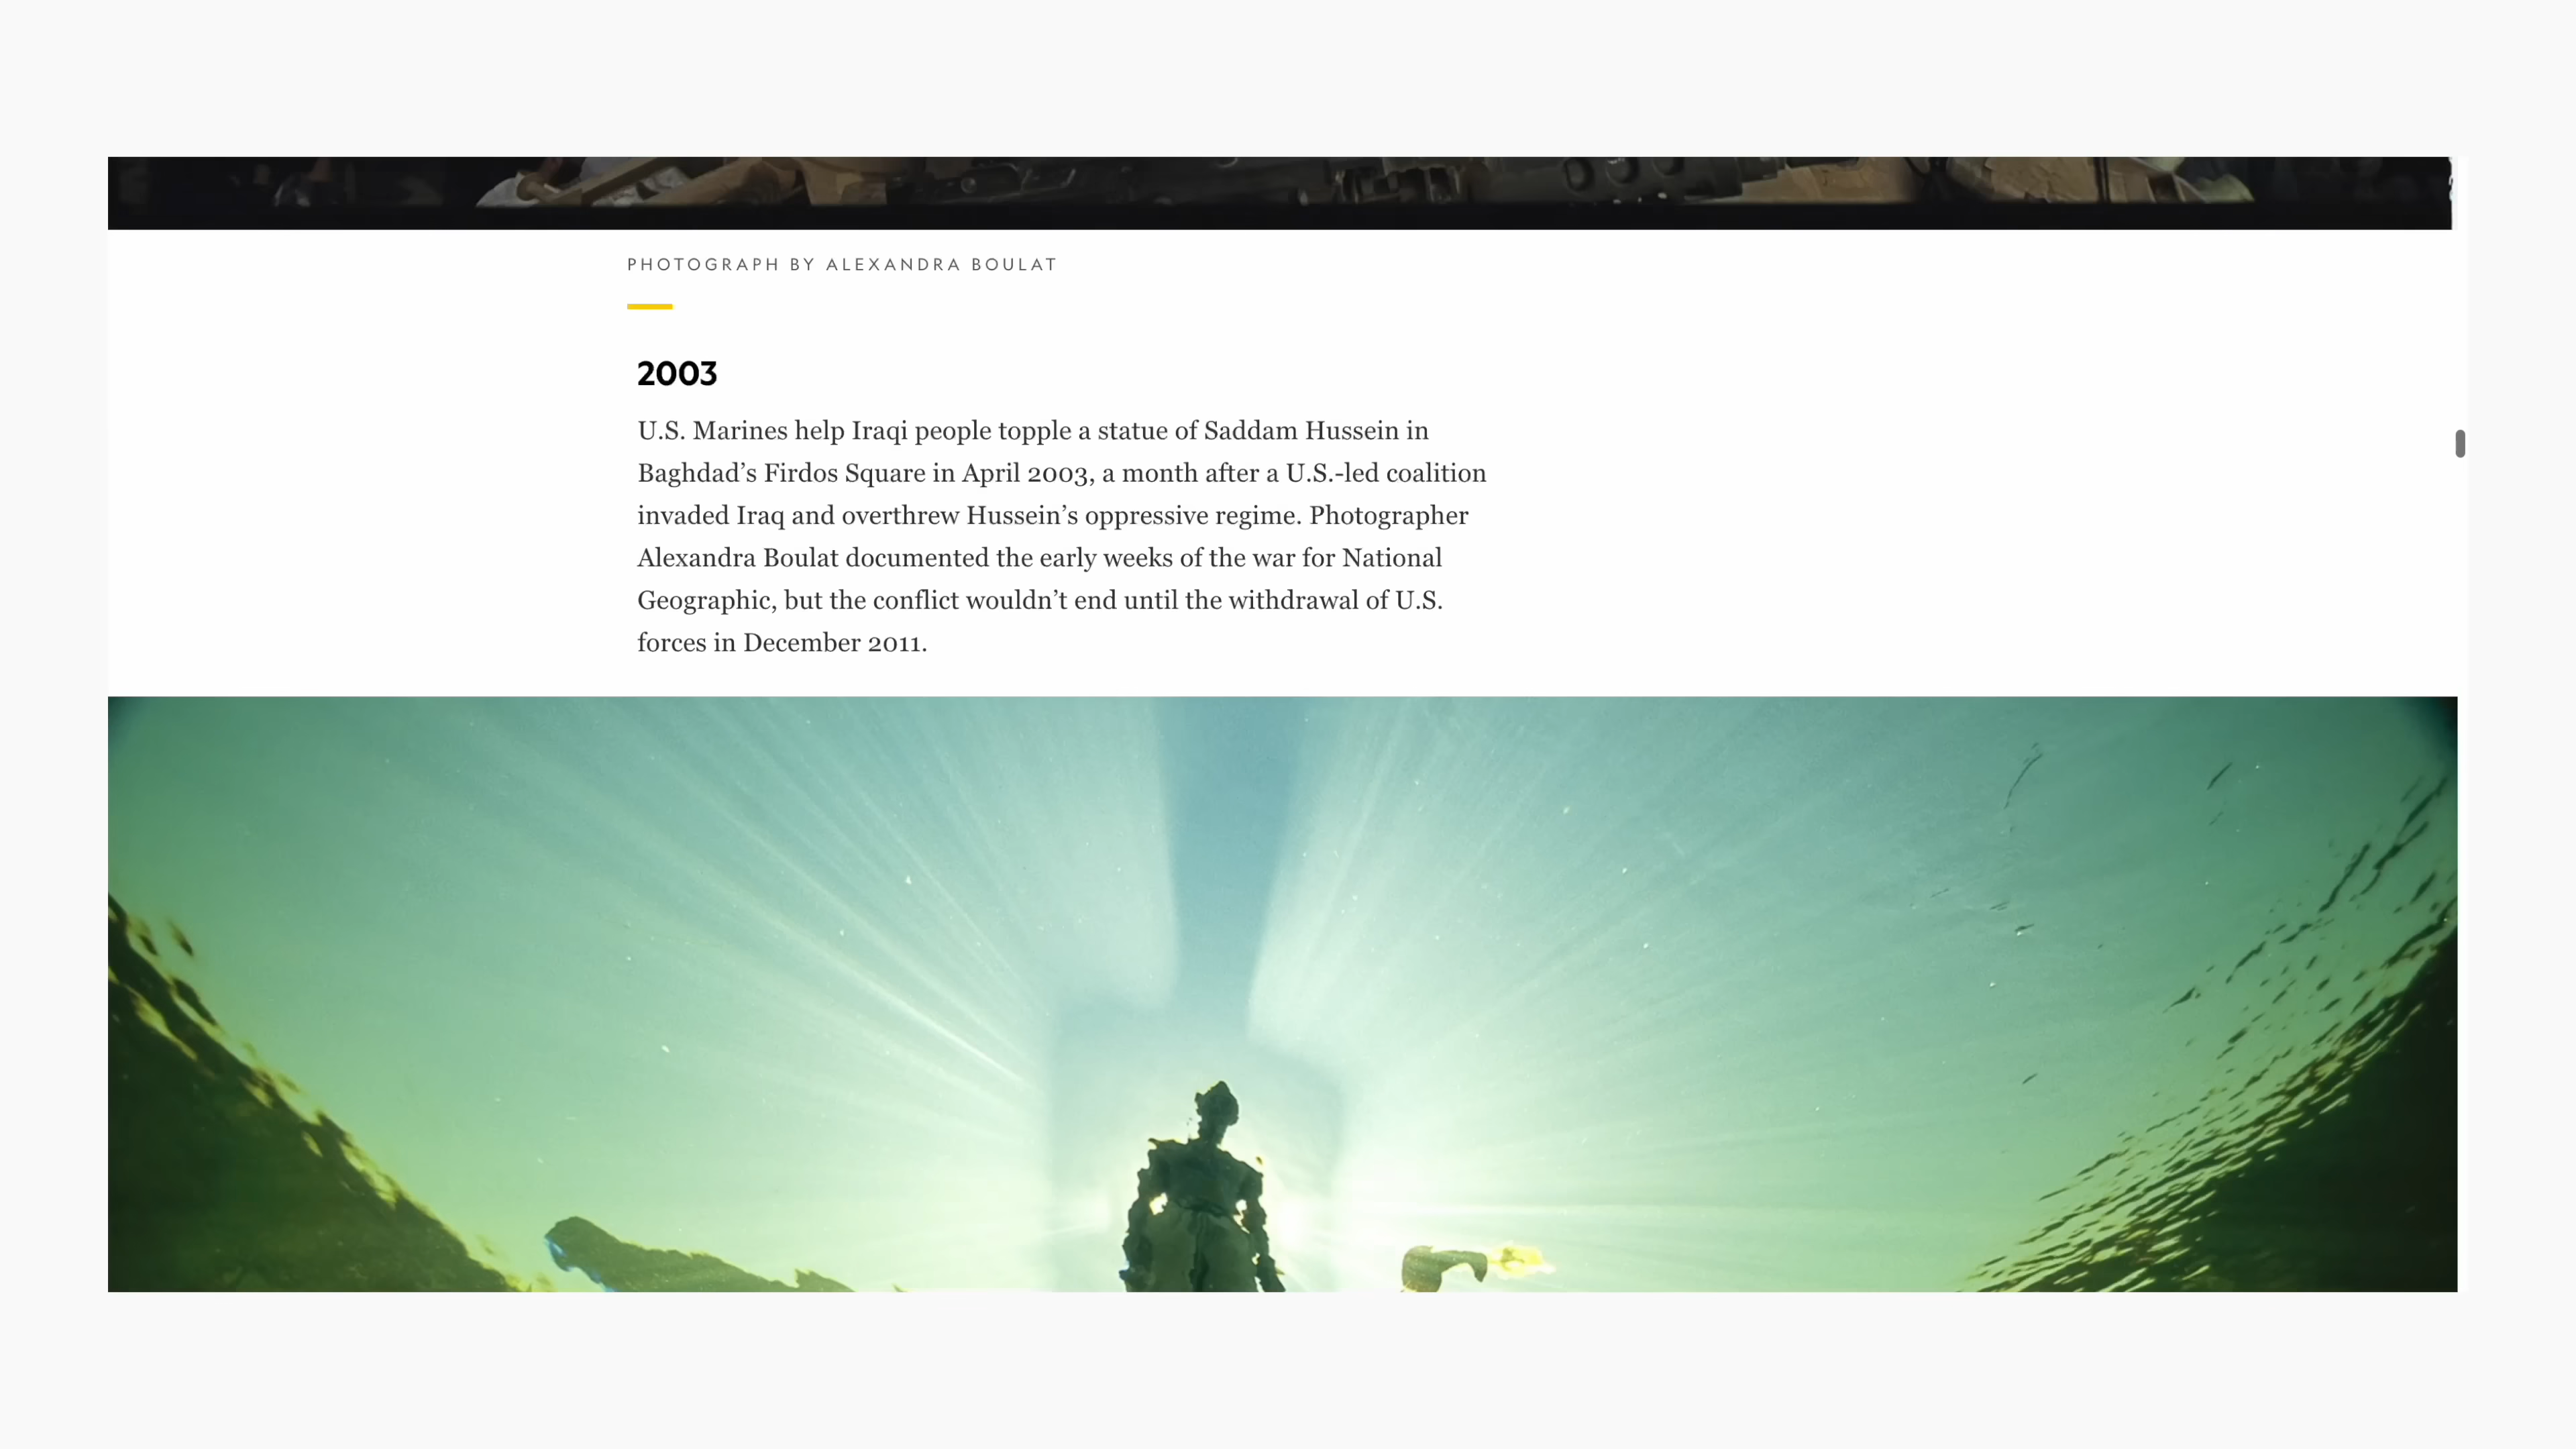 PHOTOGRAPH BY ALEXANDRA BOULAT
2003
U.S. Marines help Iraqi people topple a statue of Saddam Hussein in
Baghdad’s Firdos Square in April 2003, a month after a U.S.-led coalition
invaded Iraq and overthrew Hussein’s oppressive regime. Photographer
Alexandra Boulat documented the early weeks of the war for National
Geographic, but the conflict wouldn’t end until the withdrawal of U.S.
forces in December 2011.